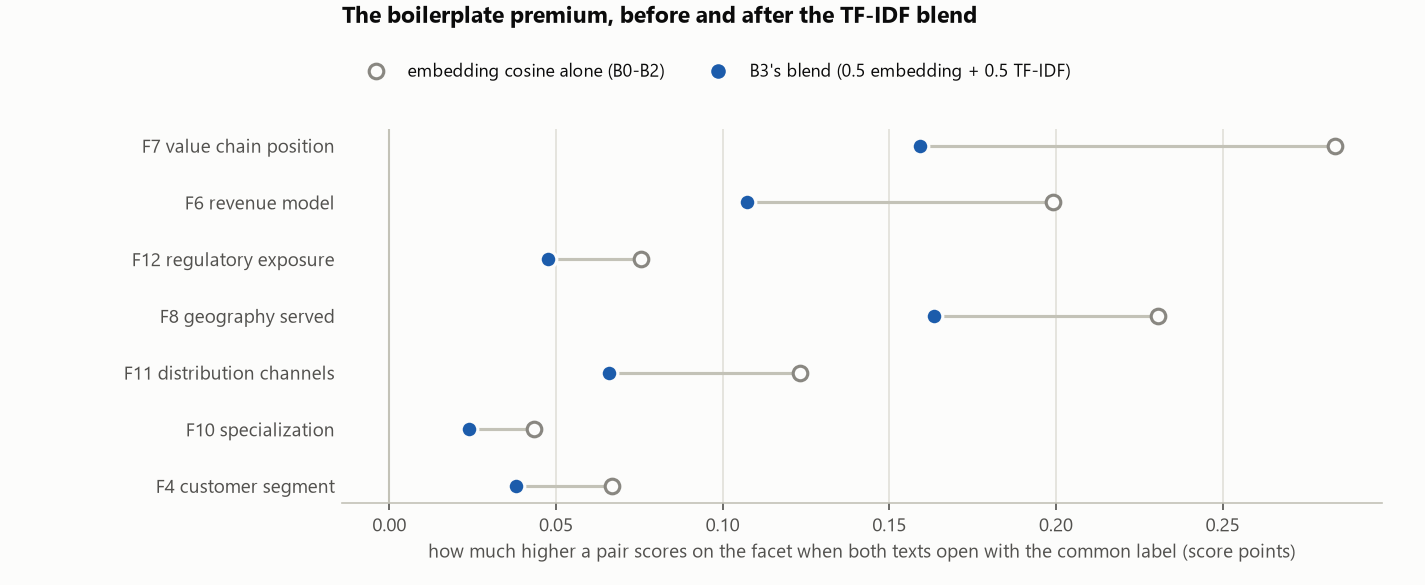 The boilerplate premium, before and after the TF-IDF blend
embedding cosine alone (B0-B2)
B3's blend (0.5 embedding + 0.5 TF-IDF)
F7 value chain position
F6 revenue model
F12 regulatory exposure
F8 geography served
F11 distribution channels
F10 specialization
F4 customer segment
0.00 0.05 0.10 0.15 0.20 0.25
how much higher a pair scores on the facet when both texts open with the common label (score points)